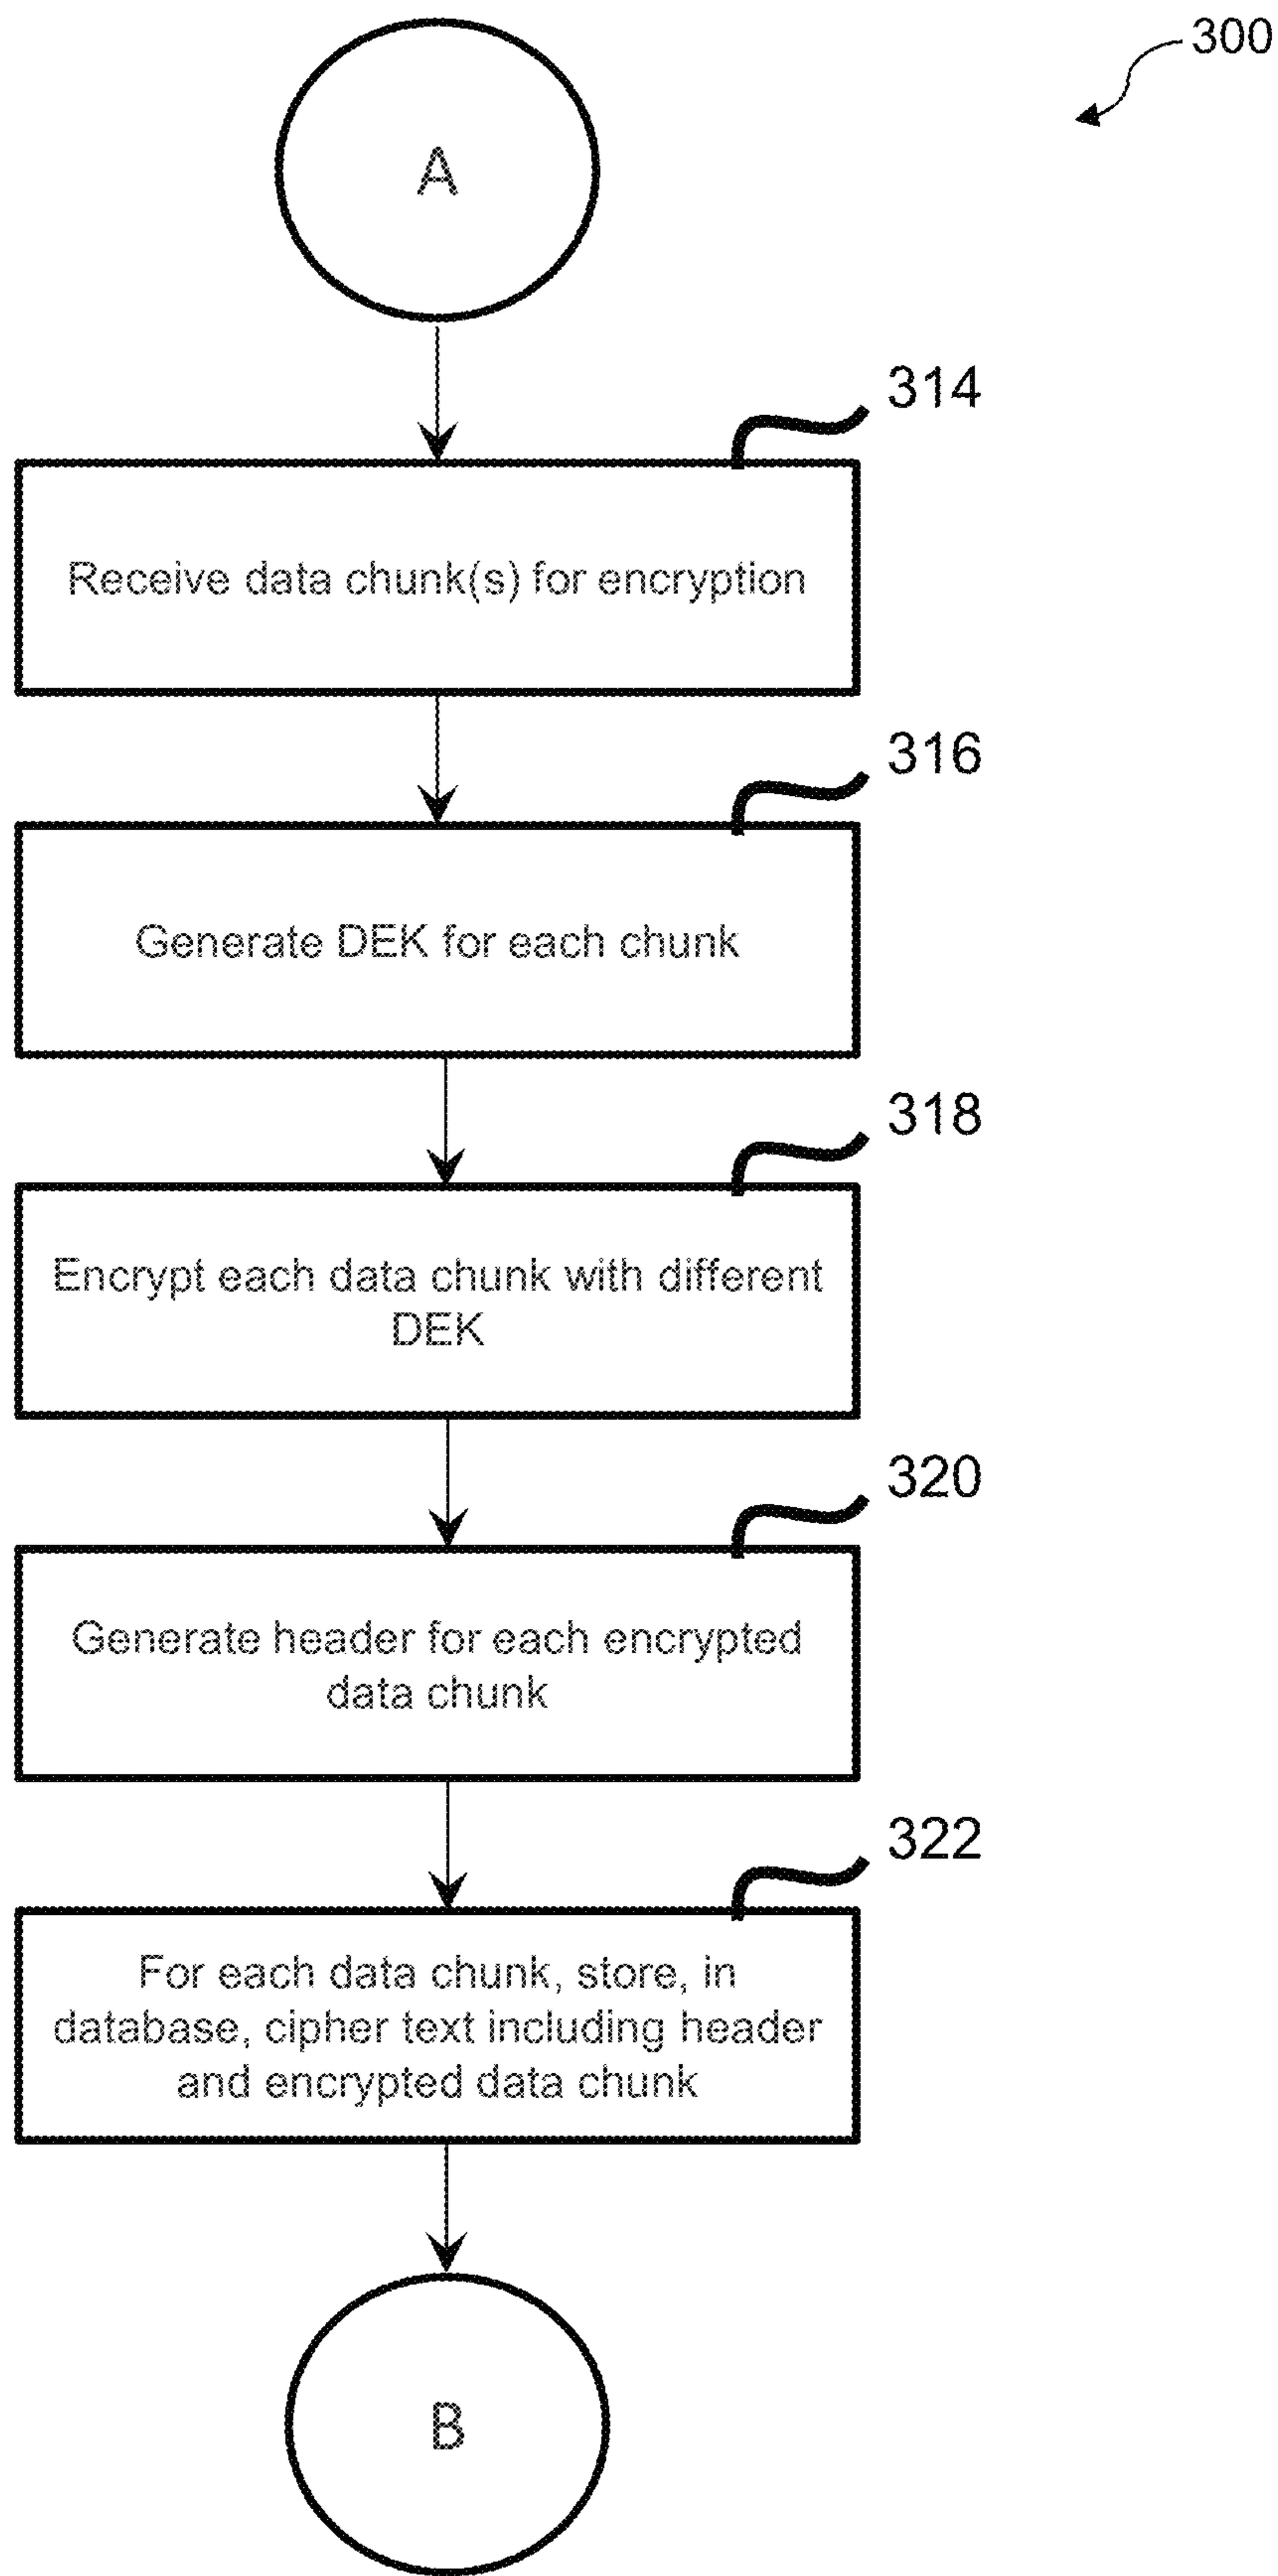 300
A
314
Receive data chunk(s) for encryption
316
Generate DEK for each chunk
318
Encrypt each data chunk with different
DEK
320
Generate header for each encrypted
data chunk
322
For each data chunk, store, in
database, cipher text including header
and encrypted data chunk
B